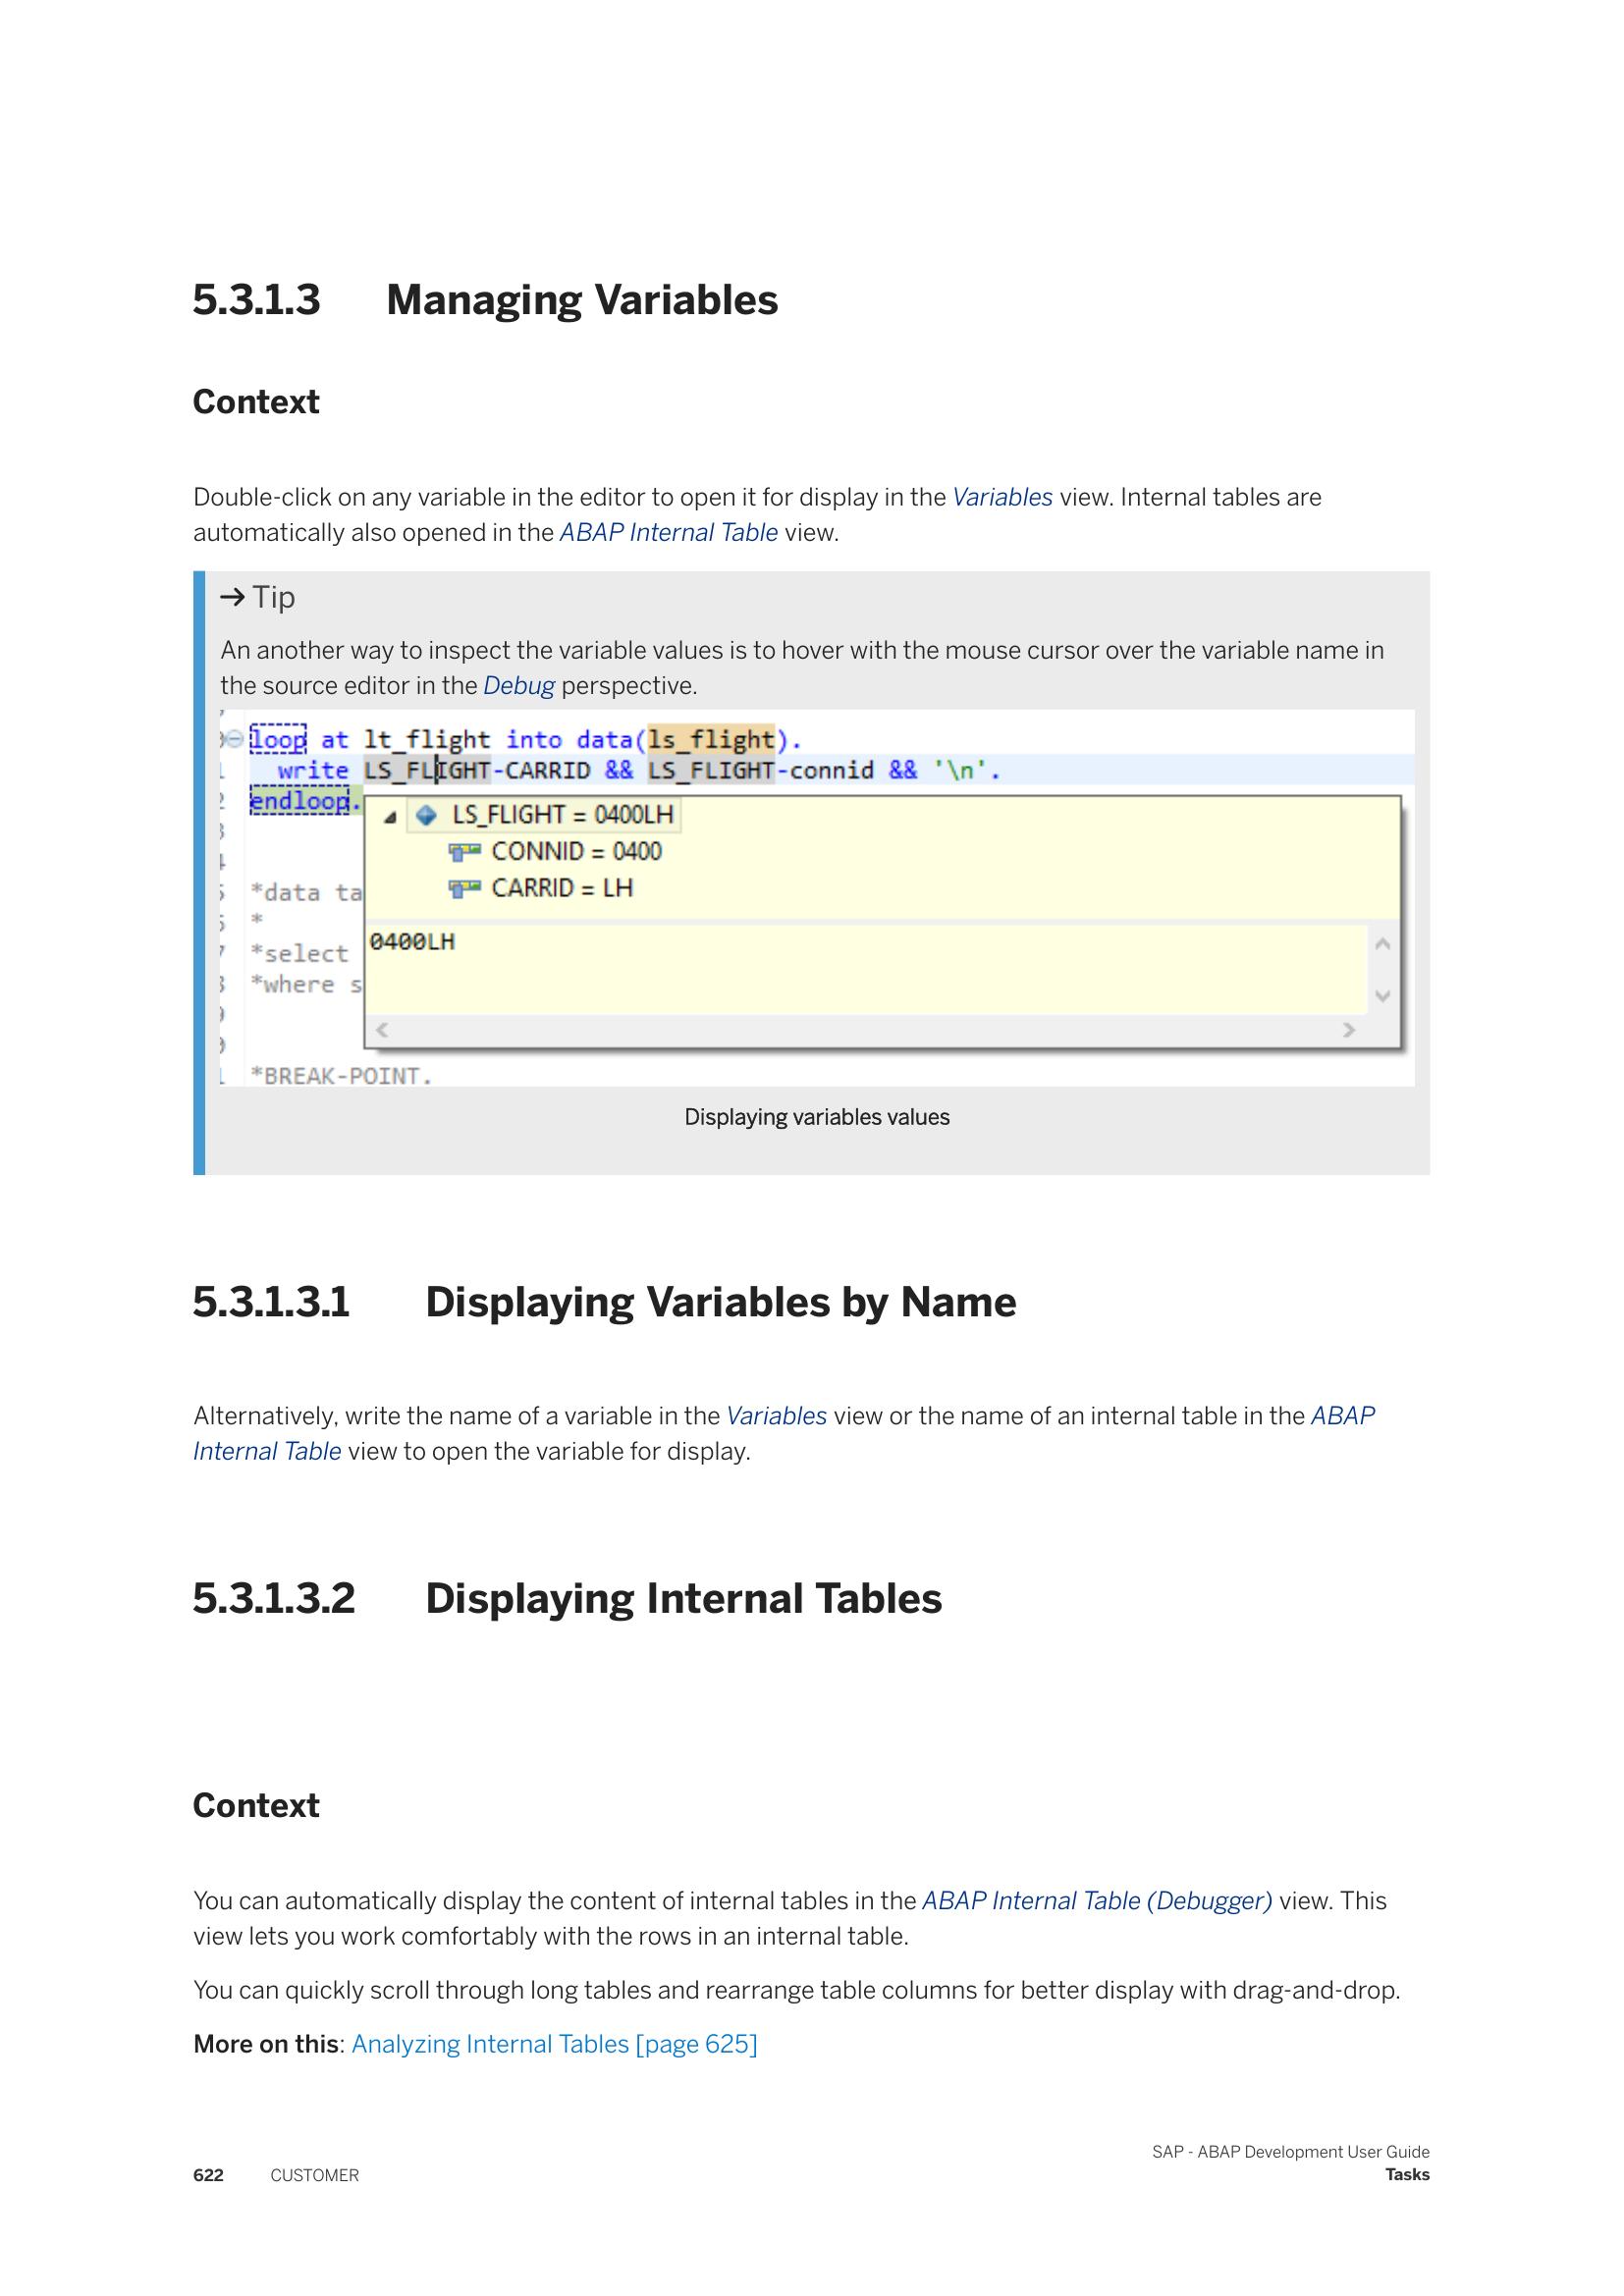 5.3.1.3 Managing Variables
Context
Double-click on any variable in the editor to open it for display in the Variables view. Internal tables are
automatically also opened in the ABAP Internal Table view.
→ Tip
An another way to inspect the variable values is to hover with the mouse cursor over the variable name in
the source editor in the Debug perspective.
loop at lt_flight into data(ls_flight).
write LS_FLIGHT-CARRID && LS_FLIGHT-connid && '\n'.
endloop.
LS_FLIGHT = 0400LH
CONNID = 0400
CARRID = LH
*data ta
*
*select
*where s
0400LH
*BREAK-POINT.
Displaying variables values
5.3.1.3.1 Displaying Variables by Name
Alternatively, write the name of a variable in the Variables view or the name of an internal table in the ABAP
Internal Table view to open the variable for display.
5.3.1.3.2 Displaying Internal Tables
Context
You can automatically display the content of internal tables in the ABAP Internal Table (Debugger) view. This
view lets you work comfortably with the rows in an internal table.
You can quickly scroll through long tables and rearrange table columns for better display with drag-and-drop.
More on this: Analyzing Internal Tables [page 625]
SAP - ABAP Development User Guide
622 CUSTOMER Tasks